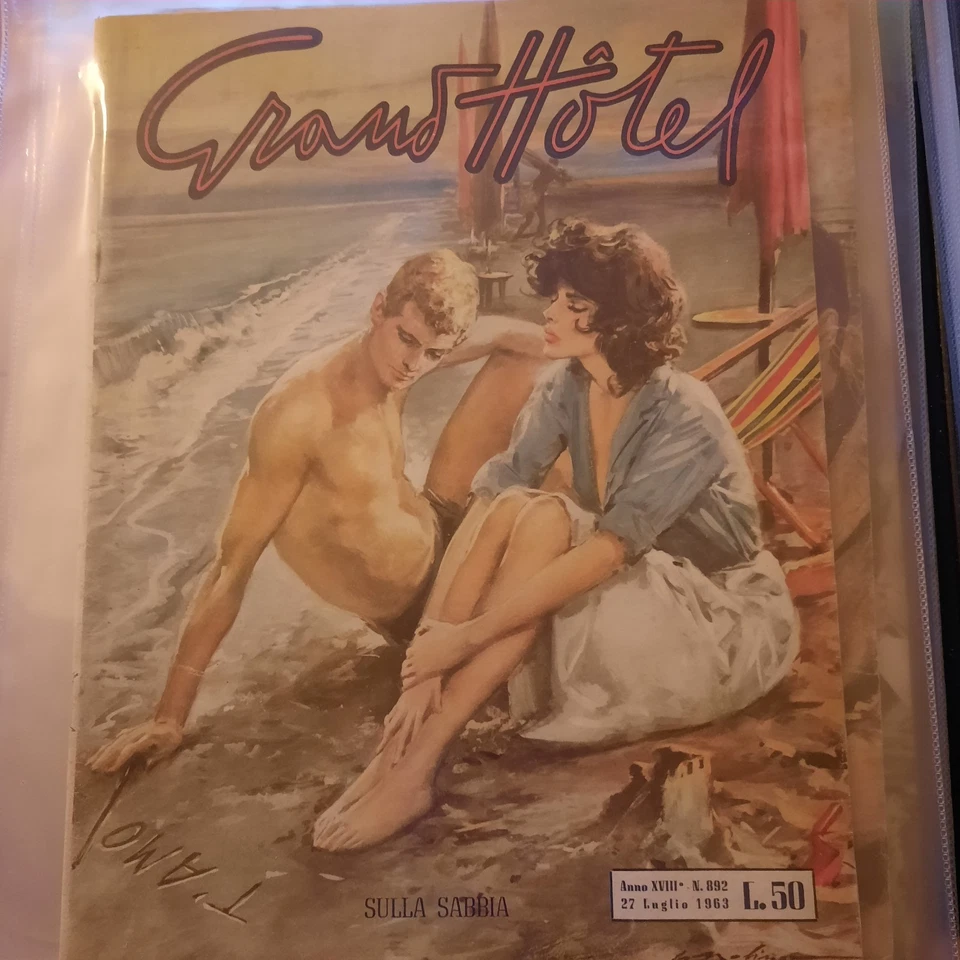 Grand Hôtel
T'AMO
SULLA SABBIA
Anno XVIII° - N. 892
27 Luglio 1963
L. 50